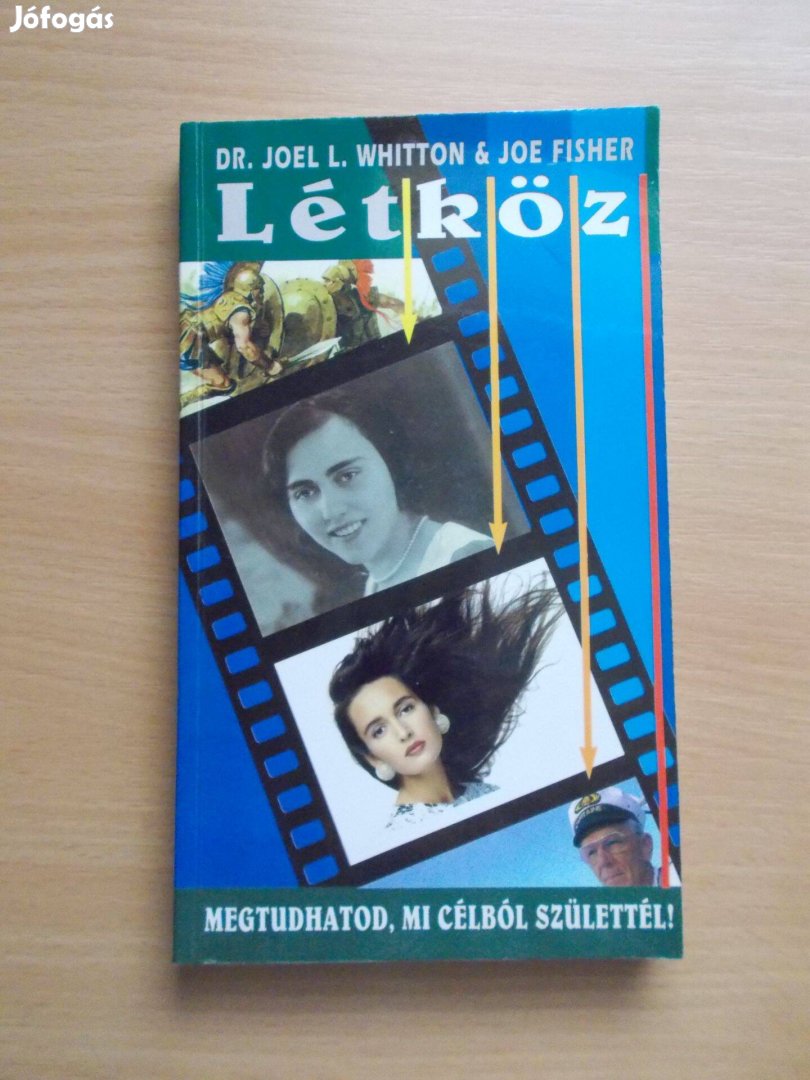 Jófogás
DR. JOEL L. WHITTON & JOE FISHER
Létköz
MEGTUDHATOD, MI CÉLBÓL SZÜLETTÉL!